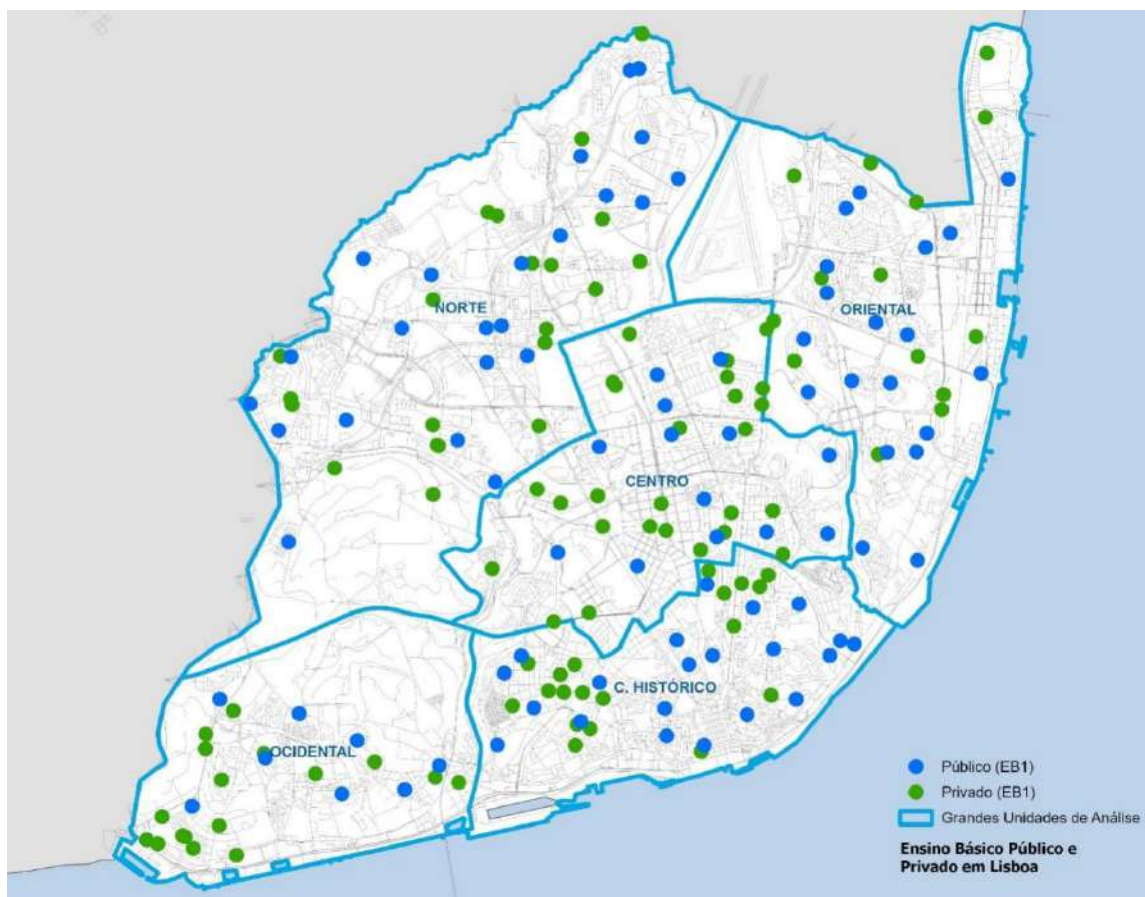 NORTE
ORIENTAL
CENTRO
C. HISTÓRICO
OCIDENTAL
Público (EB1)
Privado (EB1)
Grandes Unidades de Análise
Ensino Básico Público e
Privado em Lisboa